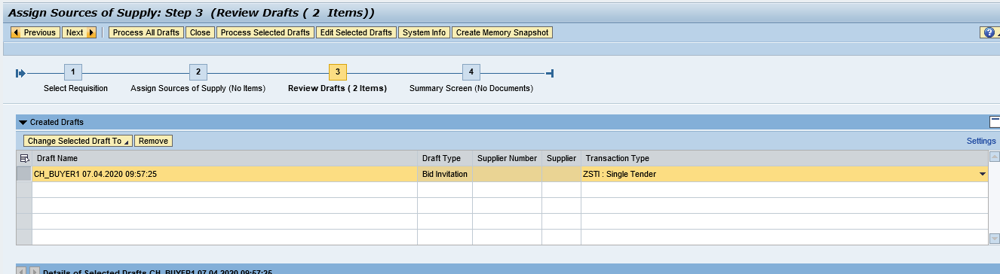 Assign Sources of Supply: Step 3 (Review Drafts ( 2 Items))
Previous Next Process All Drafts Close Process Selected Drafts Edit Selected Drafts System Info Create Memory Snapshot ?
1 2 3 4
Select Requisition Assign Sources of Supply (No Items) Review Drafts ( 2 Items) Summary Screen (No Documents)
Created Drafts
Change Selected Draft To Remove Settings
Draft Name Draft Type Supplier Number Supplier Transaction Type
CH_BUYER1 07.04.2020 09:57:25 Bid Invitation ZSTI : Single Tender
Details of Selected Drafts CH_BUYER1 07.04.2020 09:57:25